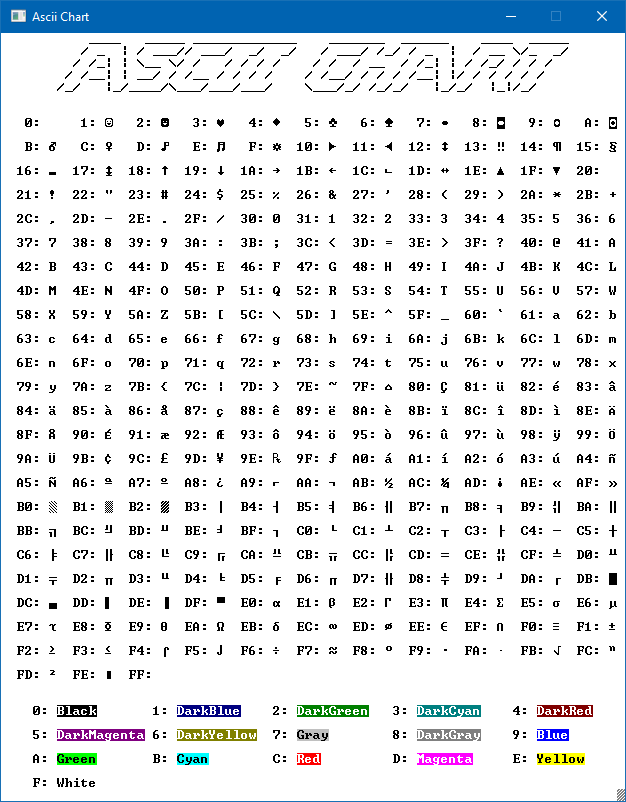 Ascii Chart
ASCII CHART
0: 1: ☺ 2: ☻ 3: ♥ 4: ♦ 5: ♣ 6: ♠ 7: • 8: ◘ 9: ○ A: ◙
B: ♂ C: ♀ D: ♪ E: ♫ F: ☼ 10: ► 11: ◄ 12: ↕ 13: ‼ 14: ¶ 15: §
16: ▬ 17: ↨ 18: ↑ 19: ↓ 1A: → 1B: ← 1C: ∟ 1D: ↔ 1E: ▲ 1F: ▼ 20:
21: ! 22: " 23: # 24: $ 25: % 26: & 27: ' 28: ( 29: ) 2A: * 2B: +
2C: , 2D: - 2E: . 2F: / 30: 0 31: 1 32: 2 33: 3 34: 4 35: 5 36: 6
37: 7 38: 8 39: 9 3A: : 3B: ; 3C: < 3D: = 3E: > 3F: ? 40: @ 41: A
42: B 43: C 44: D 45: E 46: F 47: G 48: H 49: I 4A: J 4B: K 4C: L
4D: M 4E: N 4F: O 50: P 51: Q 52: R 53: S 54: T 55: U 56: V 57: W
58: X 59: Y 5A: Z 5B: [ 5C: \ 5D: ] 5E: ^ 5F: _ 60: ` 61: a 62: b
63: c 64: d 65: e 66: f 67: g 68: h 69: i 6A: j 6B: k 6C: l 6D: m
6E: n 6F: o 70: p 71: q 72: r 73: s 74: t 75: u 76: v 77: w 78: x
79: y 7A: z 7B: { 7C: ¦ 7D: } 7E: ~ 7F: ⌂ 80: Ç 81: ü 82: é 83: â
84: ä 85: à 86: å 87: ç 88: ê 89: ë 8A: è 8B: ï 8C: î 8D: ì 8E: Ä
8F: Å 90: É 91: æ 92: Æ 93: ô 94: ö 95: ò 96: û 97: ù 98: ÿ 99: Ö
9A: Ü 9B: ¢ 9C: £ 9D: ¥ 9E: ₧ 9F: ƒ A0: á A1: í A2: ó A3: ú A4: ñ
A5: Ñ A6: ª A7: º A8: ¿ A9: ⌐ AA: ¬ AB: ½ AC: ¼ AD: ¡ AE: « AF: »
B0: ░ B1: ▒ B2: ▓ B3: │ B4: ┤ B5: ╡ B6: ╢ B7: ╖ B8: ╕ B9: ╣ BA: ║
BB: ╗ BC: ╝ BD: ╜ BE: ╛ BF: ┐ C0: └ C1: ┴ C2: ┬ C3: ├ C4: ─ C5: ┼
C6: ╞ C7: ╟ C8: ╚ C9: ╔ CA: ╩ CB: ╦ CC: ╠ CD: ═ CE: ╬ CF: ╧ D0: ╨
D1: ╤ D2: ╥ D3: ╙ D4: ╘ D5: ╒ D6: ╓ D7: ╫ D8: ╪ D9: ┘ DA: ┌ DB: █
DC: ▄ DD: ▌ DE: ▐ DF: ▀ E0: α E1: β E2: Γ E3: π E4: Σ E5: σ E6: µ
E7: τ E8: Φ E9: θ EA: Ω EB: δ EC: ∞ ED: ø EE: ∈ EF: ∩ F0: ≡ F1: ±
F2: ≥ F3: ≤ F4: ⌠ F5: ⌡ F6: ÷ F7: ≈ F8: ° F9: ∙ FA: · FB: √ FC: ⁿ
FD: ² FE: ■ FF:
0: Black 1: DarkBlue 2: DarkGreen 3: DarkCyan 4: DarkRed
5: DarkMagenta 6: DarkYellow 7: Gray 8: DarkGray 9: Blue
A: Green B: Cyan C: Red D: Magenta E: Yellow
F: White